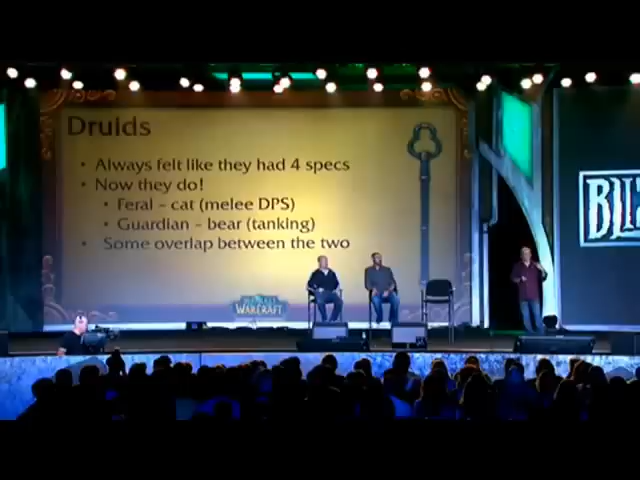 Druids
• Always felt like they had 4 specs
• Now they do!
• Feral – cat (melee DPS)
• Guardian – bear (tanking)
• Some overlap between the two
WARCRAFT
BLIZ